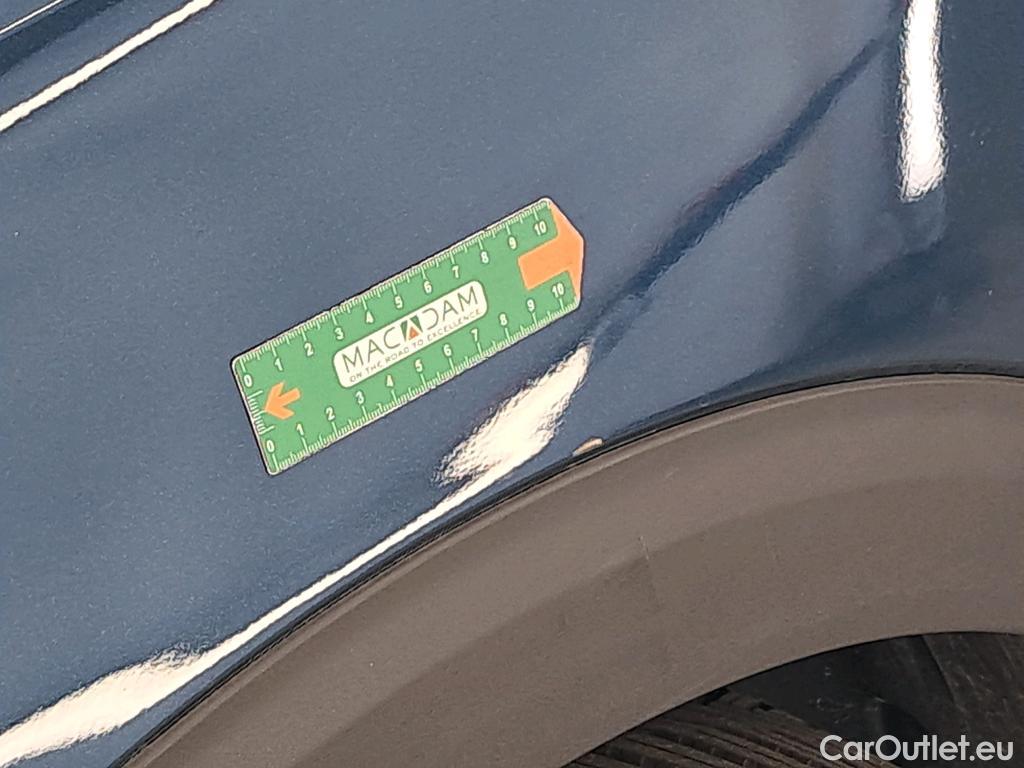 0 1 2 3 4 5 6 7 8 9 10
MACADAM
ON THE ROAD TO EXCELLENCE
0 1 2 3 4 5 6 7 8 9 10
CarOutlet.eu